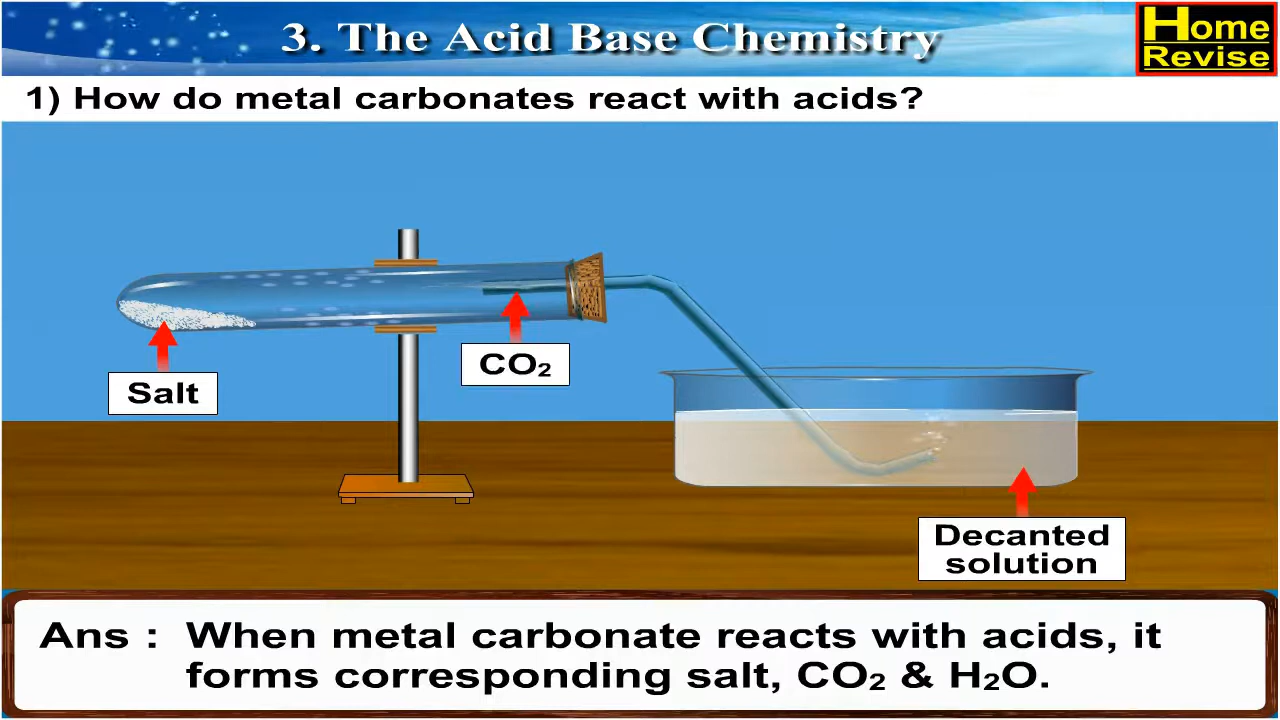 3. The Acid Base Chemistry
Home
Revise
1) How do metal carbonates react with acids?
CO₂
Salt
Decanted
solution
Ans : When metal carbonate reacts with acids, it
forms corresponding salt, CO₂ & H₂O.